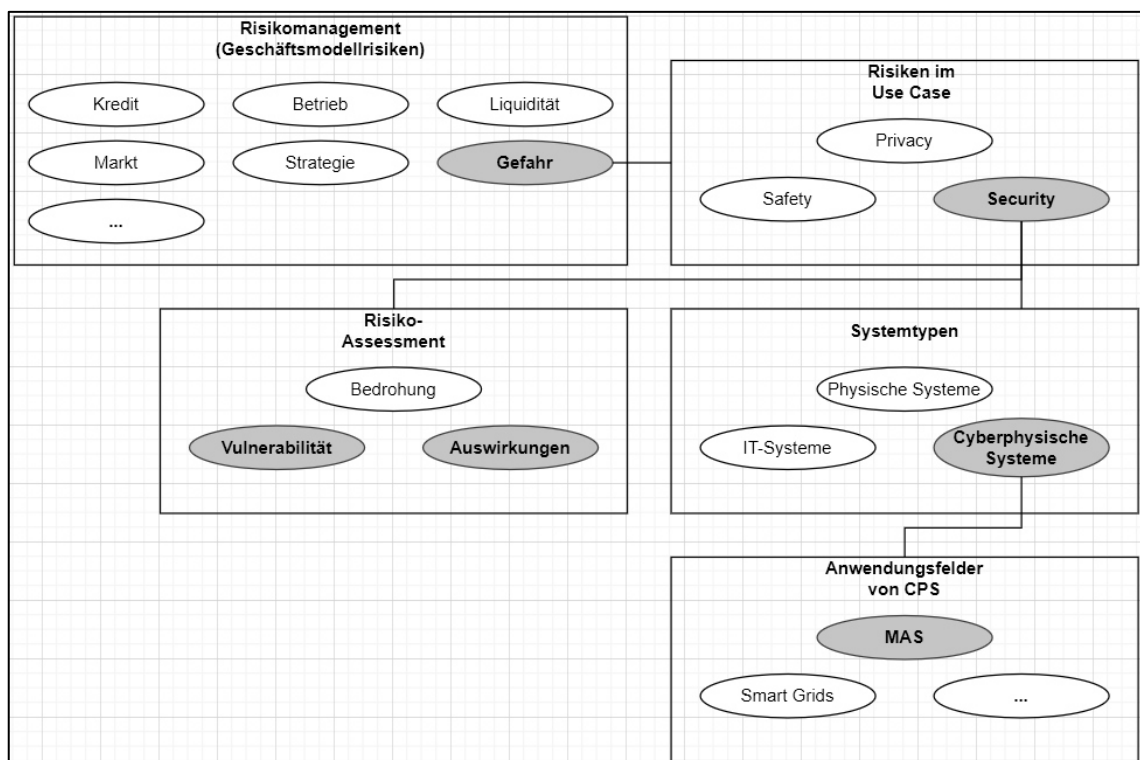 Risikomanagement
(Geschäftsmodellrisiken)
Kredit
Betrieb
Liquidität
Markt
Strategie
Gefahr
...
Risiken im
Use Case
Privacy
Safety
Security
Risiko-
Assessment
Bedrohung
Vulnerabilität
Auswirkungen
Systemtypen
Physische Systeme
IT-Systeme
Cyberphysische
Systeme
Anwendungsfelder
von CPS
MAS
Smart Grids
...